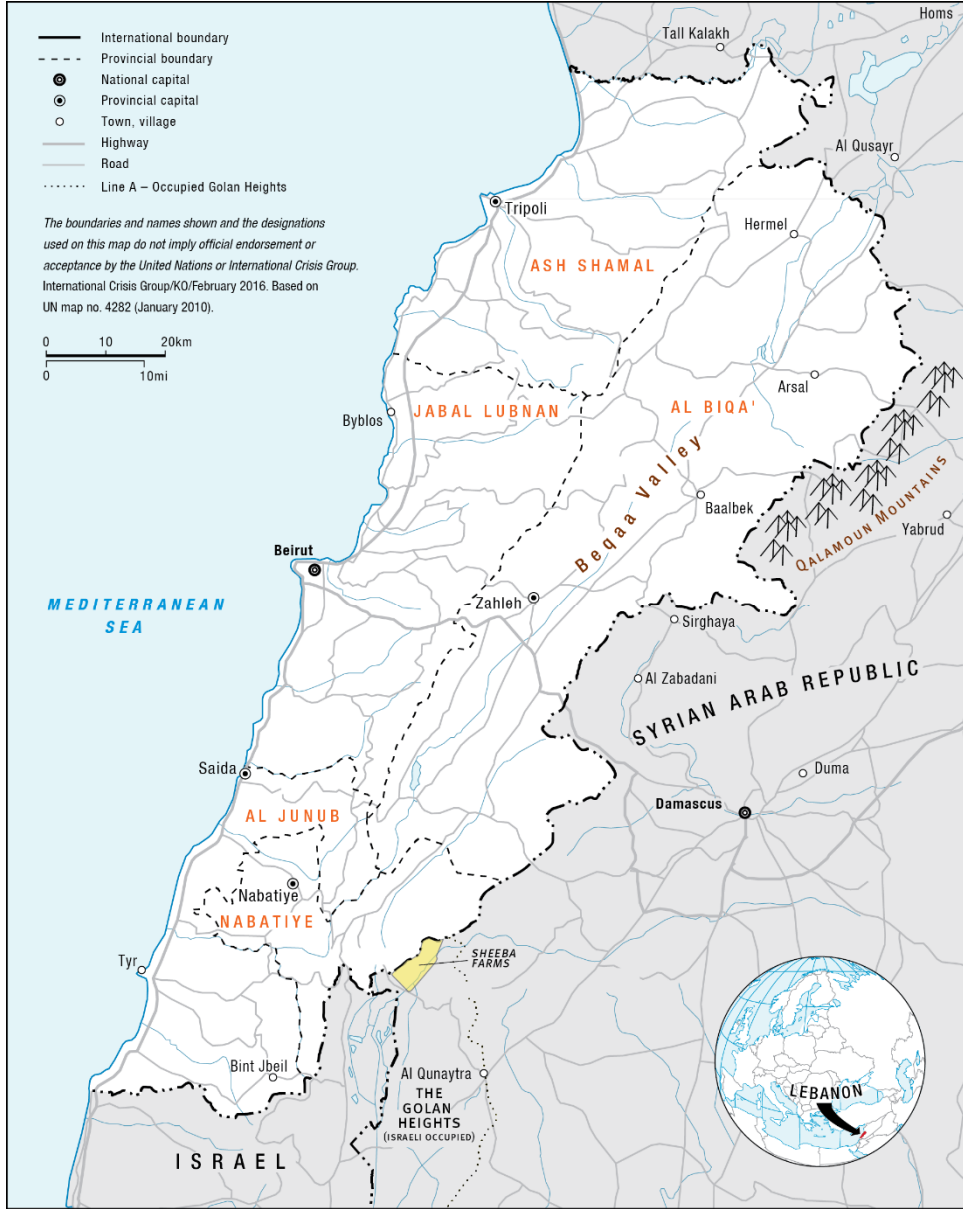 International boundary
Provincial boundary
National capital
Provincial capital
Town, village
Highway
Road
Line A – Occupied Golan Heights
The boundaries and names shown and the designations
used on this map do not imply official endorsement or
acceptance by the United Nations or International Crisis Group.
International Crisis Group/KO/February 2016. Based on
UN map no. 4282 (January 2010).
0 10 20km
0 10mi
Homs
Tall Kalakh
Al Qusayr
Tripoli
Hermel
ASH SHAMAL
Arsal
JABAL LUBNAN
AL BIQA'
Byblos
Beqaa Valley
Baalbek
QALAMOUN MOUNTAINS
Yabrud
Beirut
MEDITERRANEAN
SEA
Zahleh
Sirghaya
Al Zabadani
SYRIAN ARAB REPUBLIC
Saida
Duma
Damascus
AL JUNUB
Nabatiye
NABATIYE
Tyr
SHEEBA
FARMS
Bint Jbeil
Al Qunaytra
THE
GOLAN
HEIGHTS
(ISRAELI OCCUPIED)
LEBANON
ISRAEL